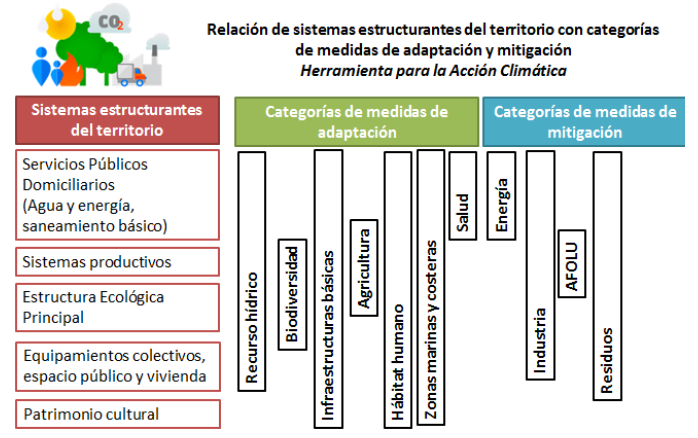 CO2
Relación de sistemas estructurantes del territorio con categorías
de medidas de adaptación y mitigación
Herramienta para la Acción Climática
Sistemas estructurantes
del territorio
Categorías de medidas de
adaptación
Categorías de medidas de
mitigación
Servicios Públicos
Domiciliarios
(Agua y energía,
saneamiento básico)
Sistemas productivos
Estructura Ecológica
Principal
Equipamientos colectivos,
espacio público y vivienda
Patrimonio cultural
Recurso hídrico
Biodiversidad
Infraestructuras básicas
Agricultura
Hábitat humano
Zonas marinas y costeras
Salud
Energía
Industria
AFOLU
Residuos